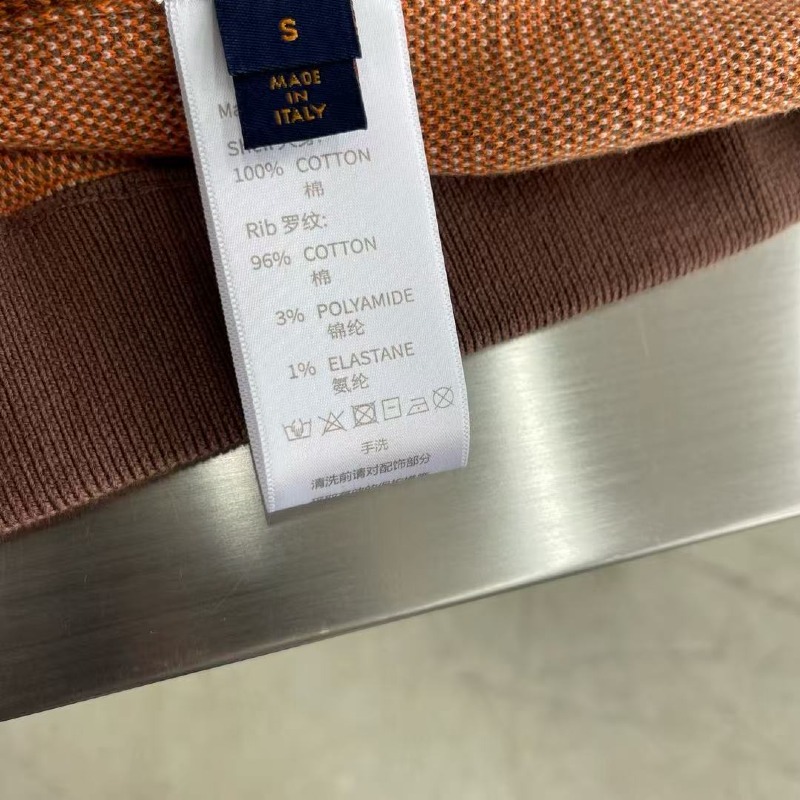 S
MADE
IN
ITALY
Ma
100% COTTON
棉
Rib 罗纹:
96% COTTON
棉
3% POLYAMIDE
锦纶
1% ELASTANE
氨纶
手洗
清洗前请对配饰部分